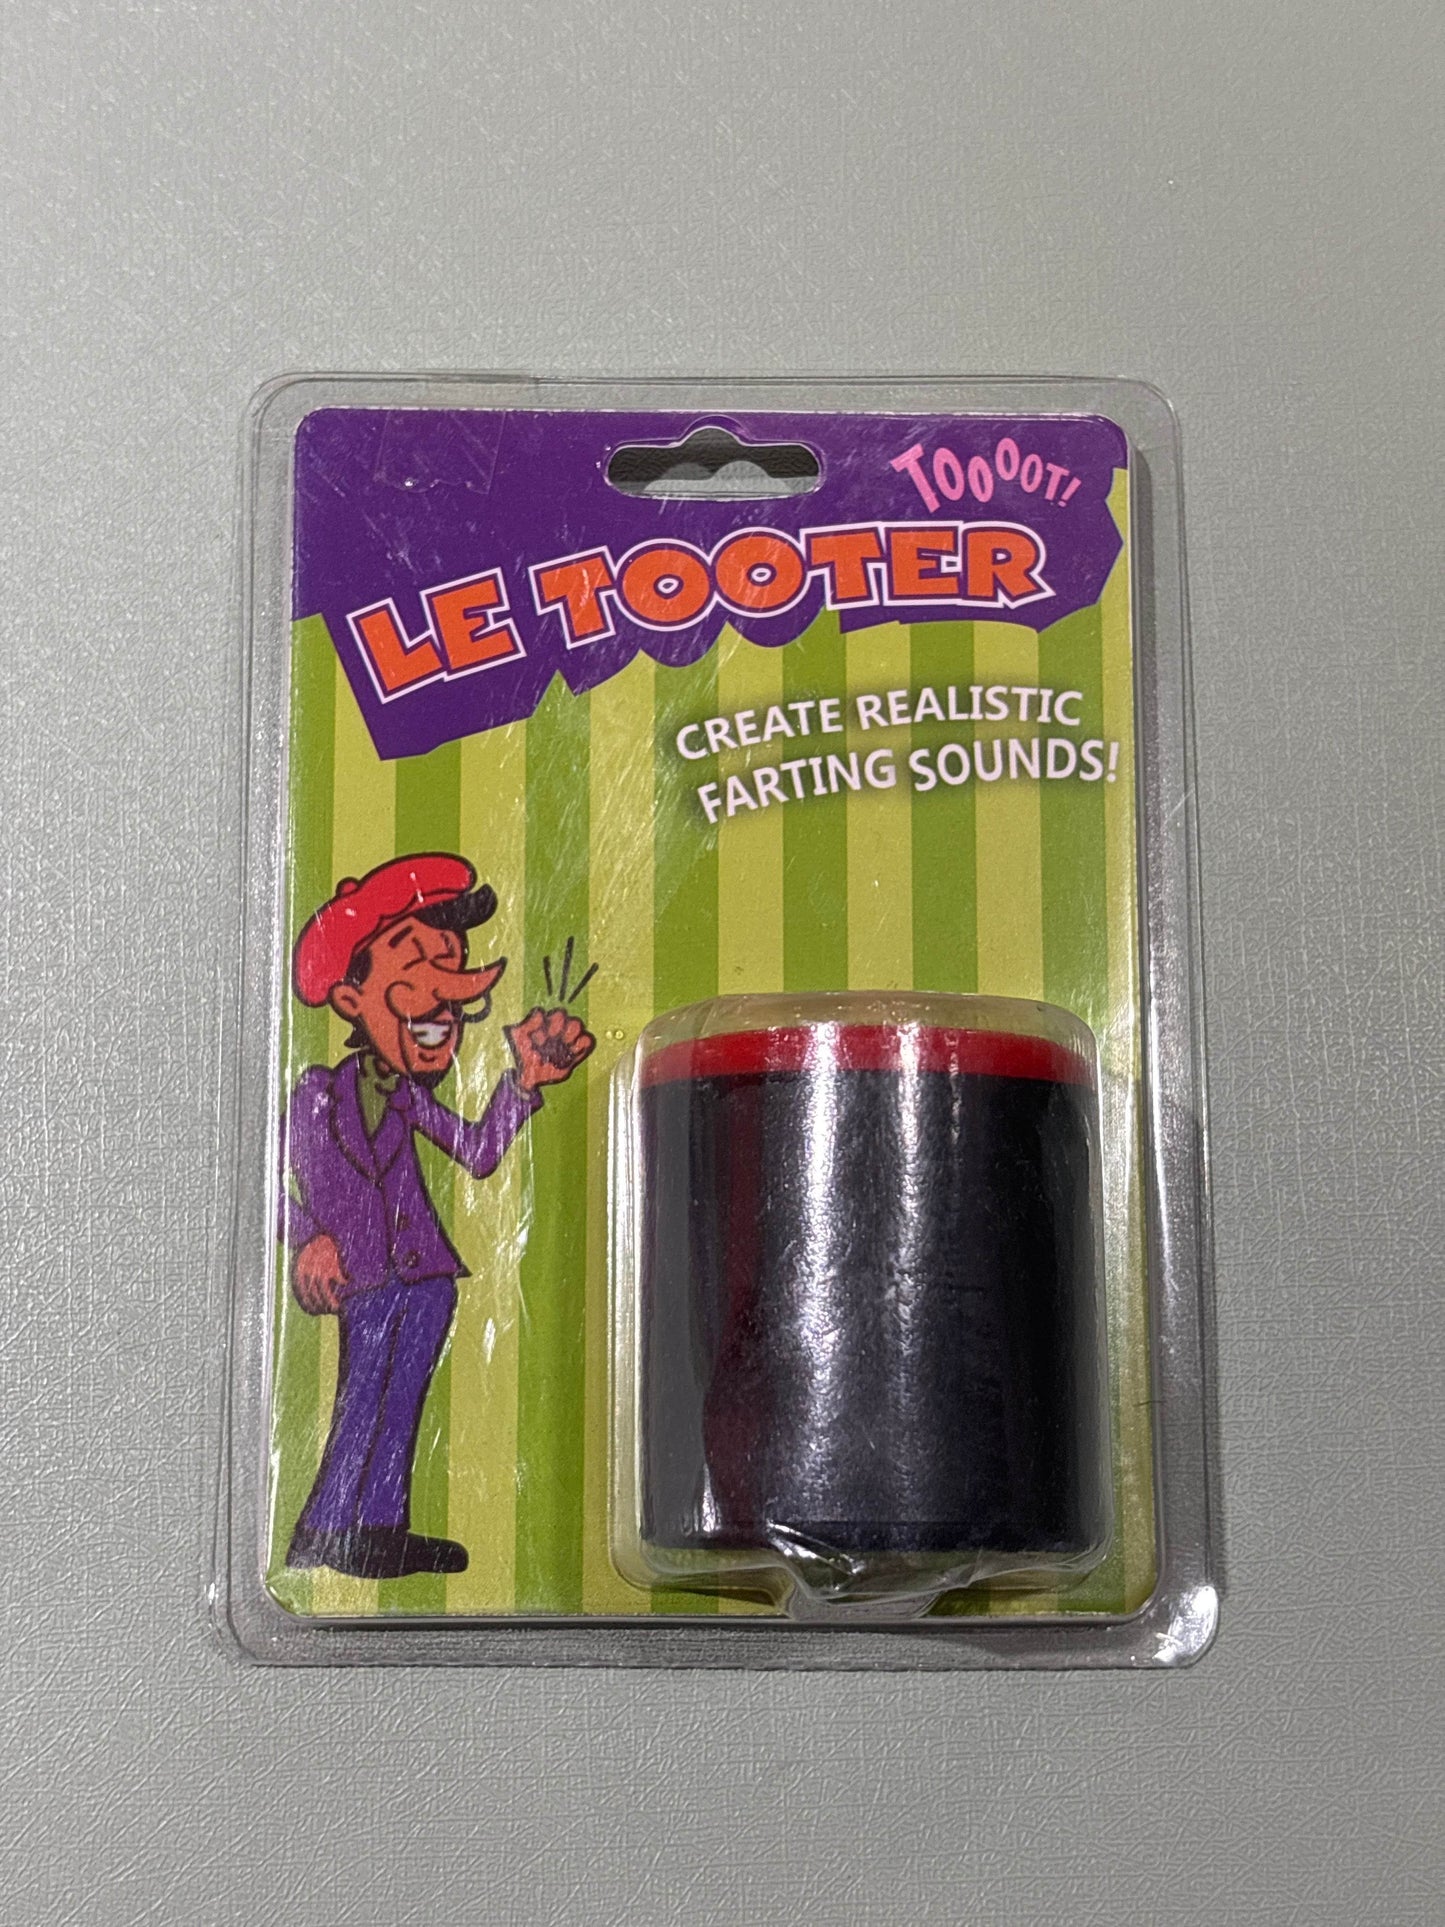 TOOOOT!
LE TOOTER
CREATE REALISTIC
FARTING SOUNDS!